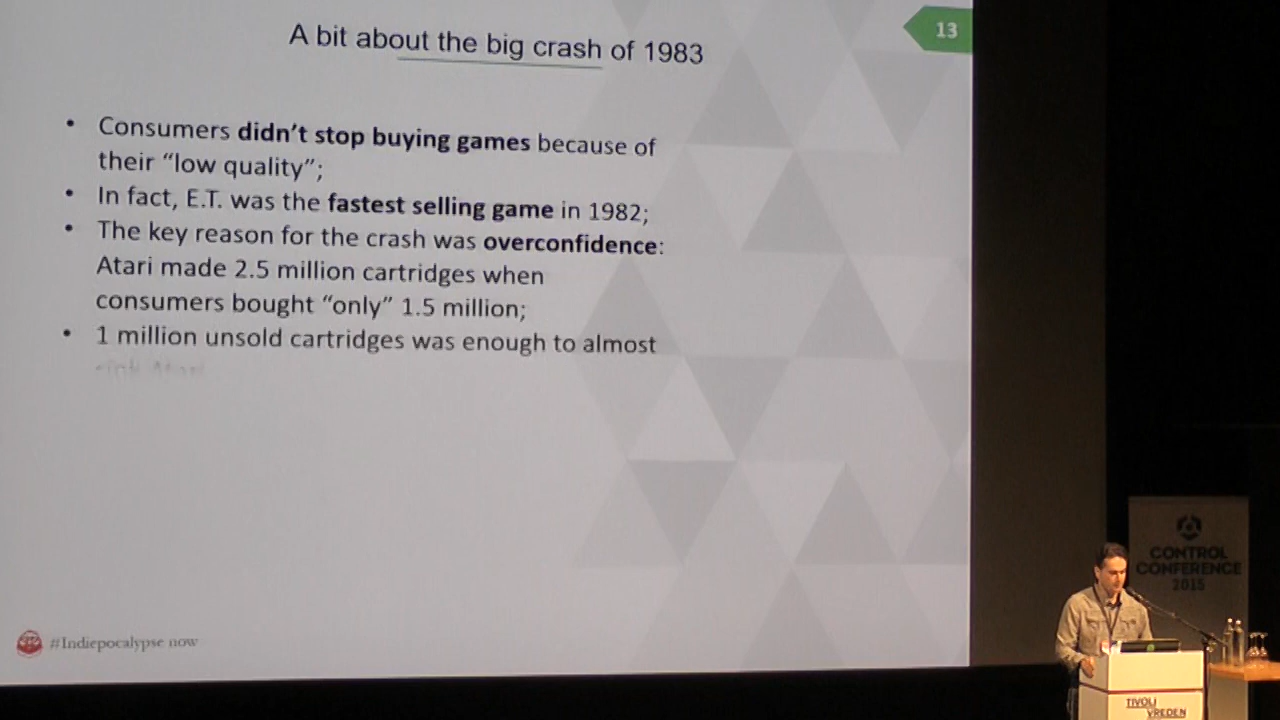 A bit about the big crash of 1983
13
• Consumers didn't stop buying games because of
their “low quality”;
• In fact, E.T. was the fastest selling game in 1982;
• The key reason for the crash was overconfidence:
Atari made 2.5 million cartridges when
consumers bought “only” 1.5 million;
• 1 million unsold cartridges was enough to almost
#Indiepocalypse now
CONTROL
CONFERENCE
2015
TIVOLI
VREDEN